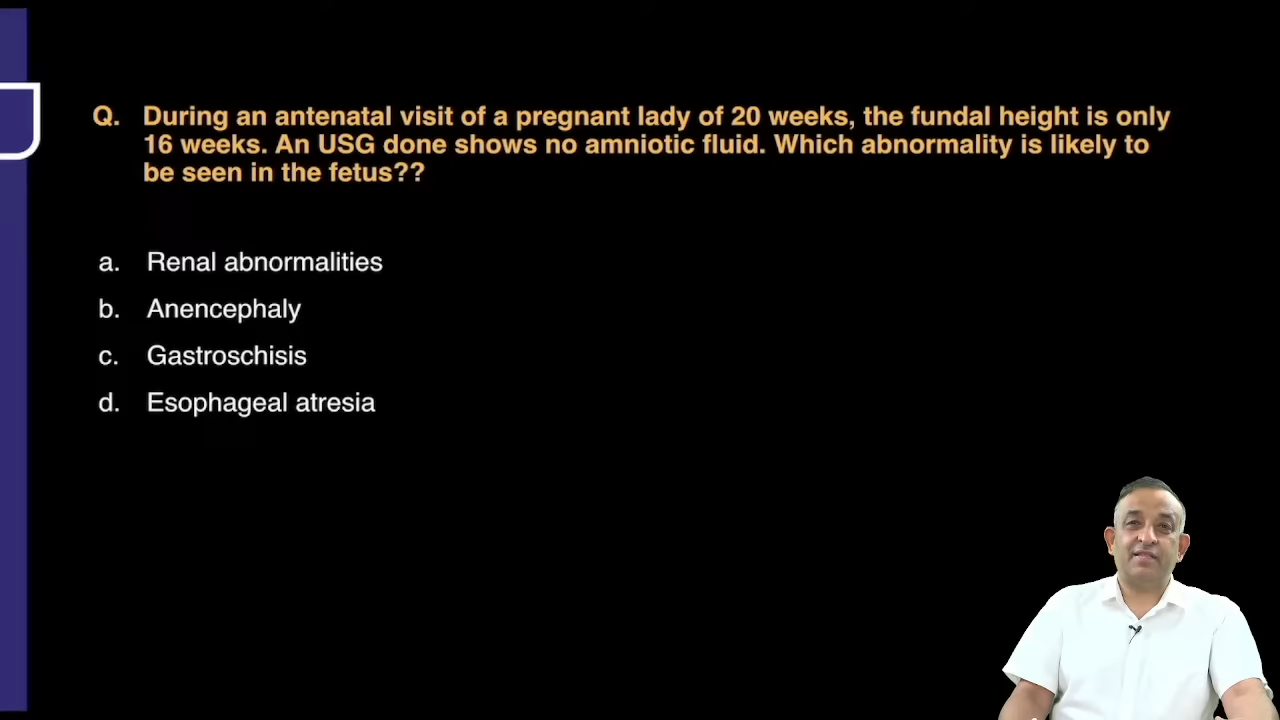 Q. During an antenatal visit of a pregnant lady of 20 weeks, the fundal height is only
16 weeks. An USG done shows no amniotic fluid. Which abnormality is likely to
be seen in the fetus??
a. Renal abnormalities
b. Anencephaly
c. Gastroschisis
d. Esophageal atresia